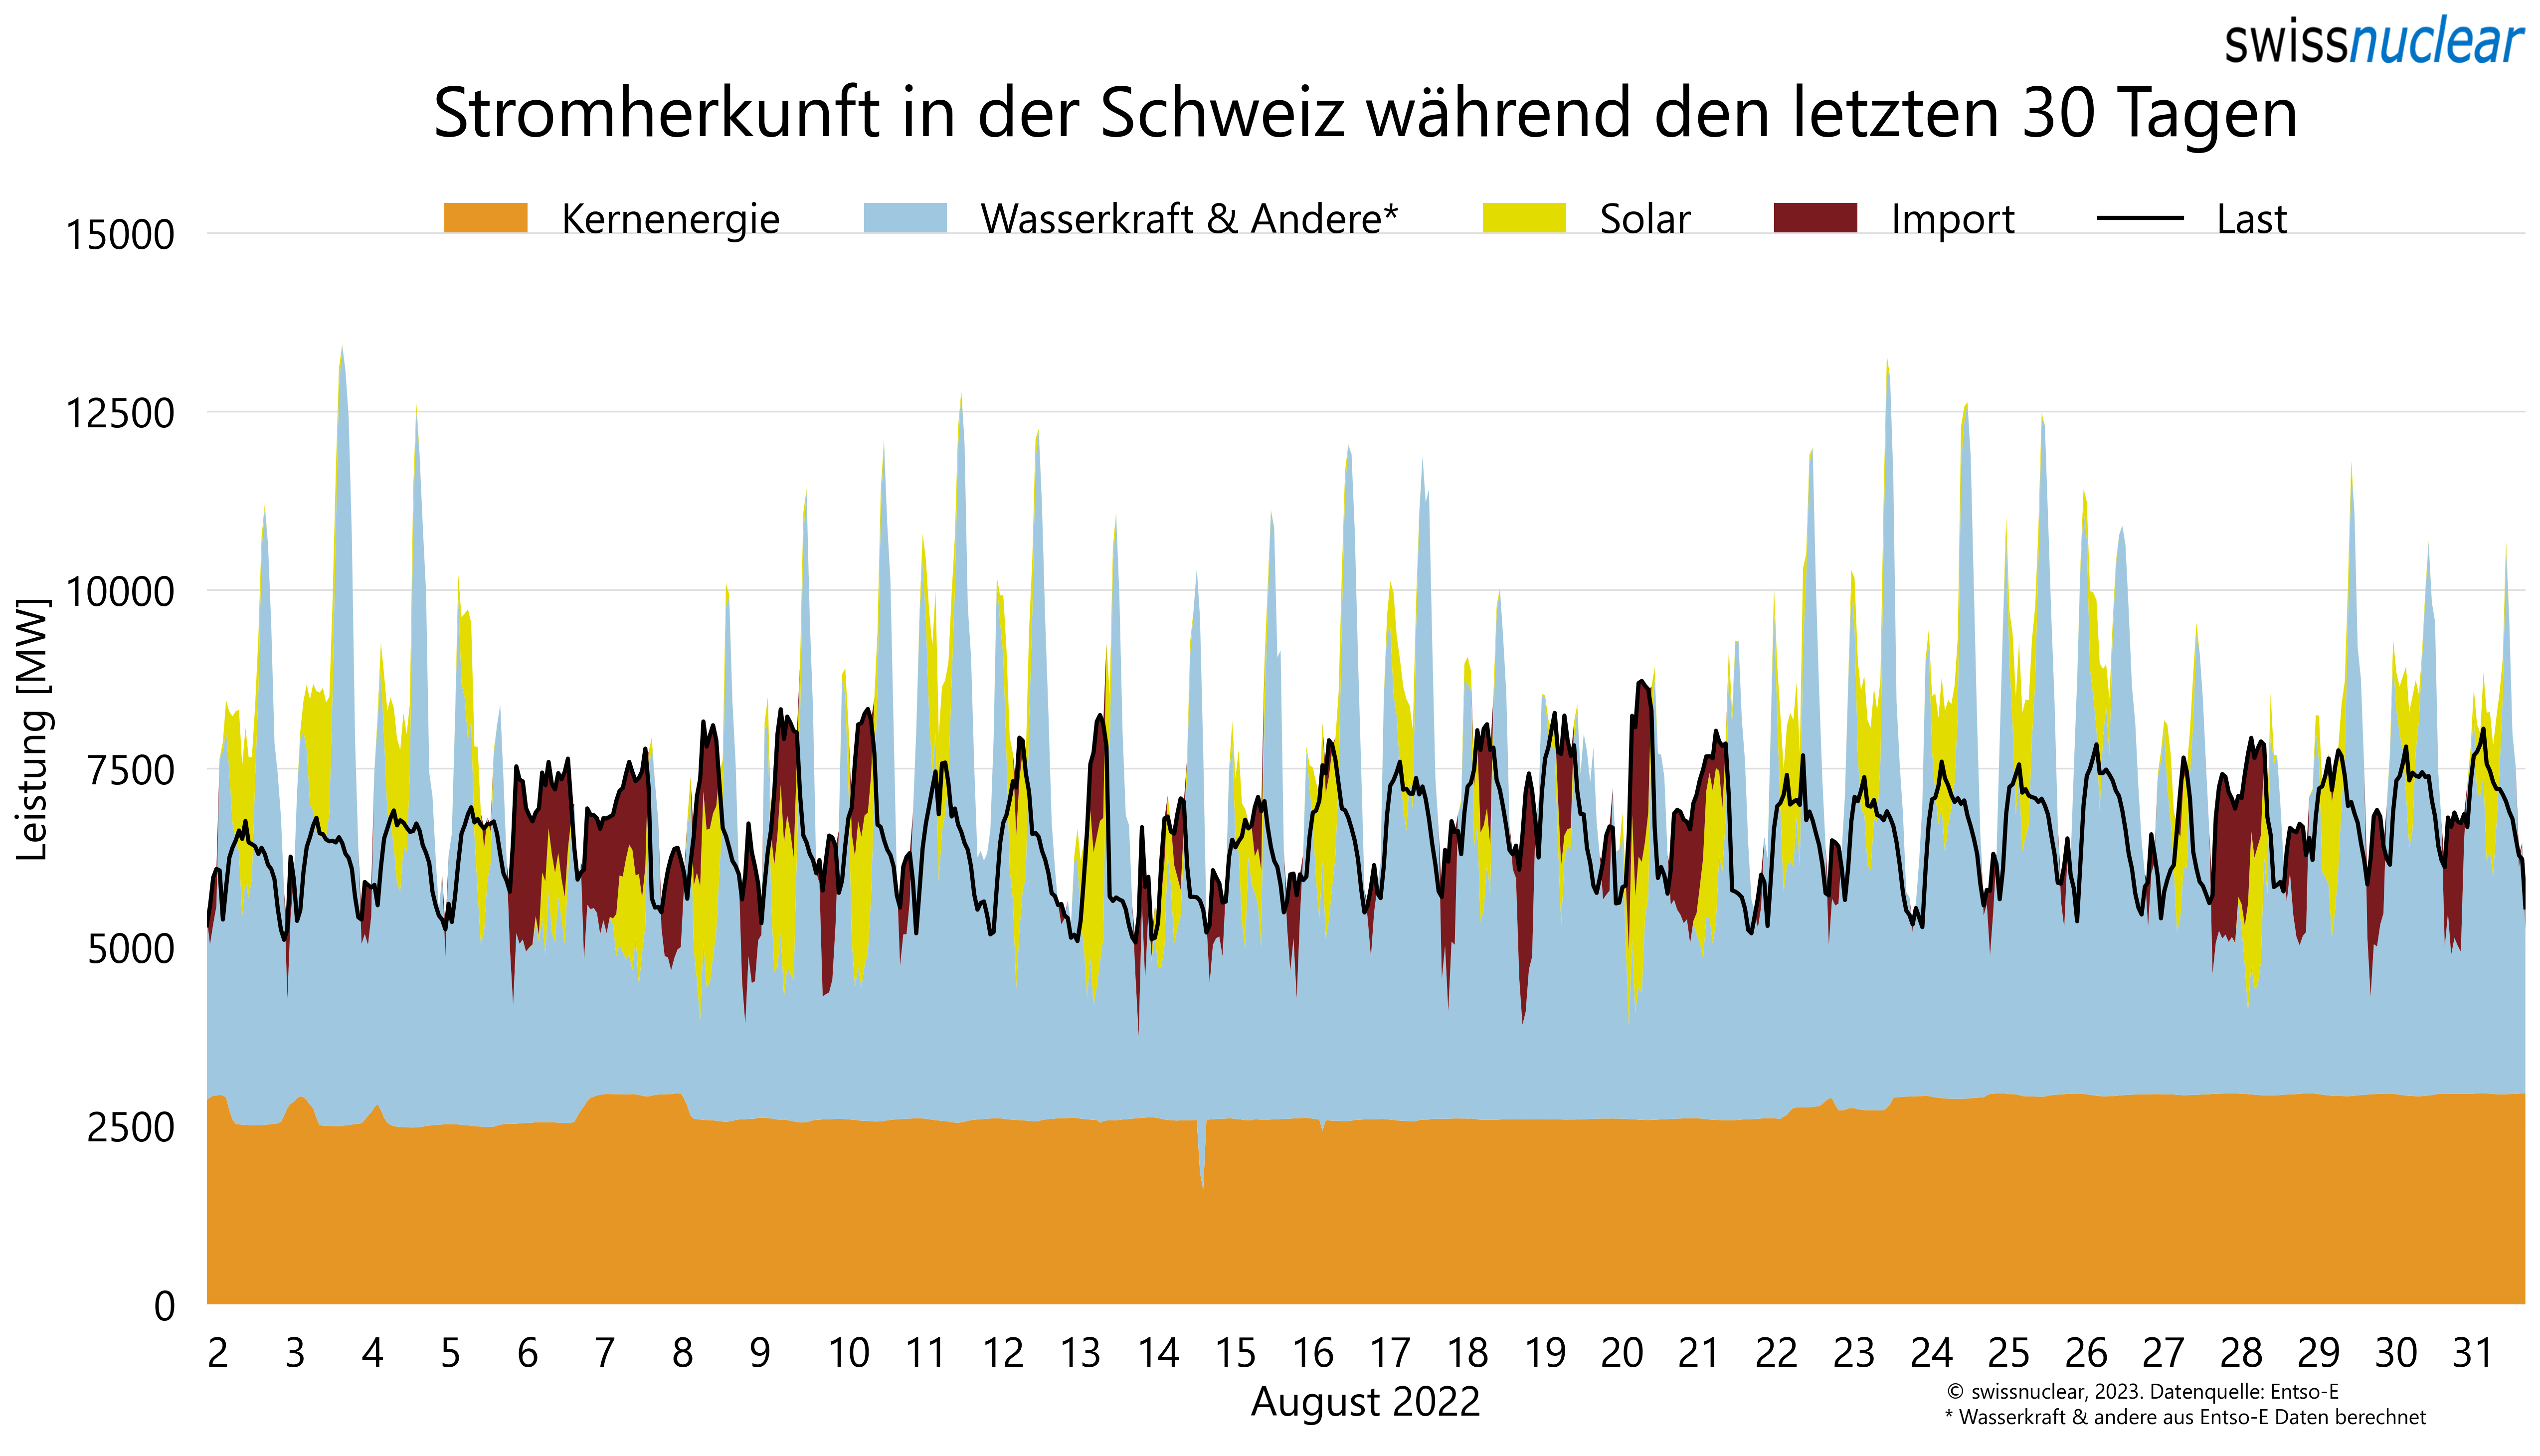 swissnuclear
Stromherkunft in der Schweiz während den letzten 30 Tagen
Kernenergie Wasserkraft & Andere* Solar Import Last
15000
12500
10000
7500
5000
2500
0
Leistung [MW]
2 3 4 5 6 7 8 9 10 11 12 13 14 15 16 17 18 19 20 21 22 23 24 25 26 27 28 29 30 31
August 2022
© swissnuclear, 2023. Datenquelle: Entso-E
* Wasserkraft & andere aus Entso-E Daten berechnet